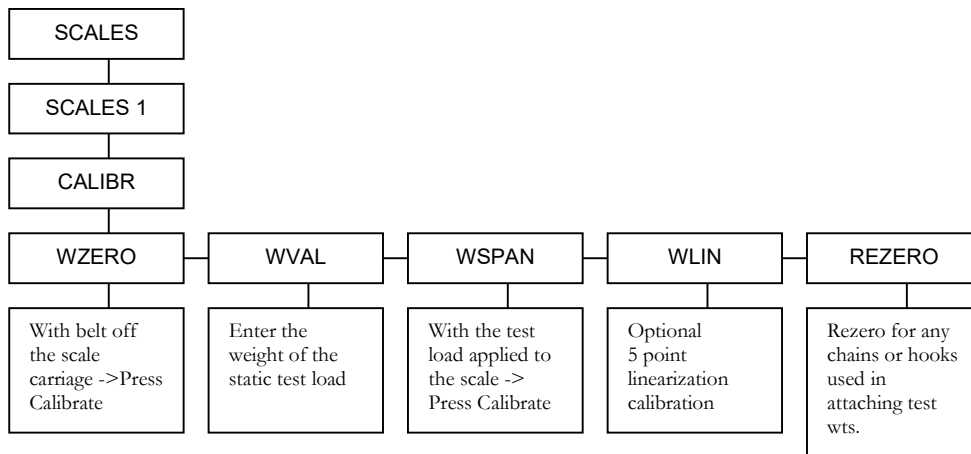 SCALES
SCALES 1
CALIBR
WZERO
WVAL
WSPAN
WLIN
REZERO
With belt off
the scale
carriage ->Press
Calibrate
Enter the
weight of the
static test load
With the test
load applied to
the scale ->
Press Calibrate
Optional
5 point
linearization
calibration
Rezero for any
chains or hooks
used in
attaching test
wts.